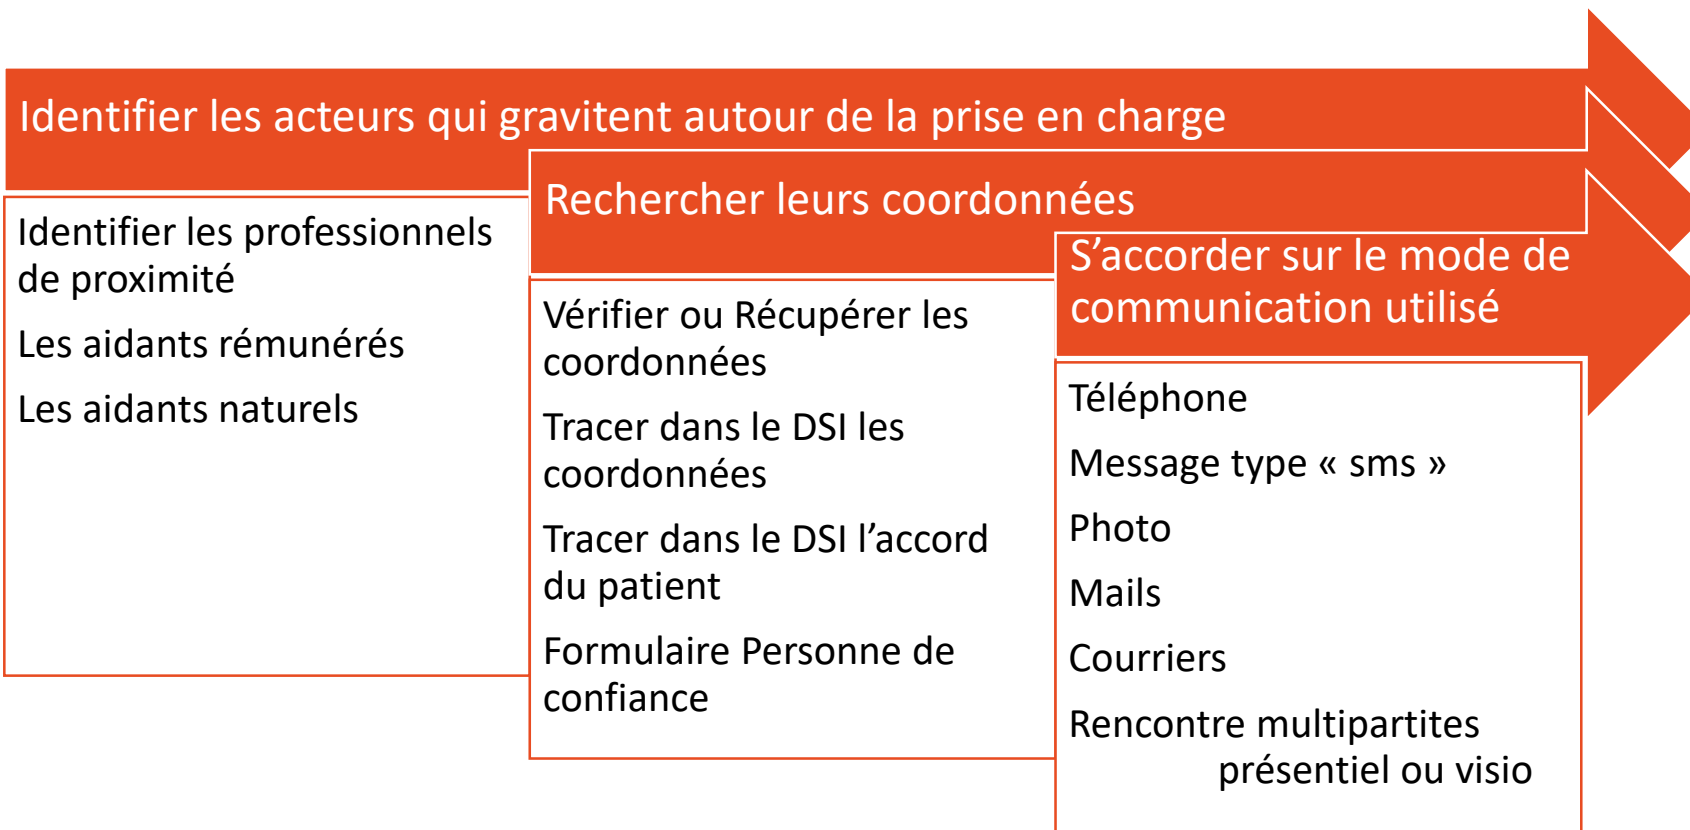 Identifier les acteurs qui gravitent autour de la prise en charge
Identifier les professionnels
de proximité
Les aidants rémunérés
Les aidants naturels
Rechercher leurs coordonnées
Vérifier ou Récupérer les
coordonnées
Tracer dans le DSI les
coordonnées
Tracer dans le DSI l’accord
du patient
Formulaire Personne de
confiance
S’accorder sur le mode de
communication utilisé
Téléphone
Message type « sms »
Photo
Mails
Courriers
Rencontre multipartites
présentiel ou visio